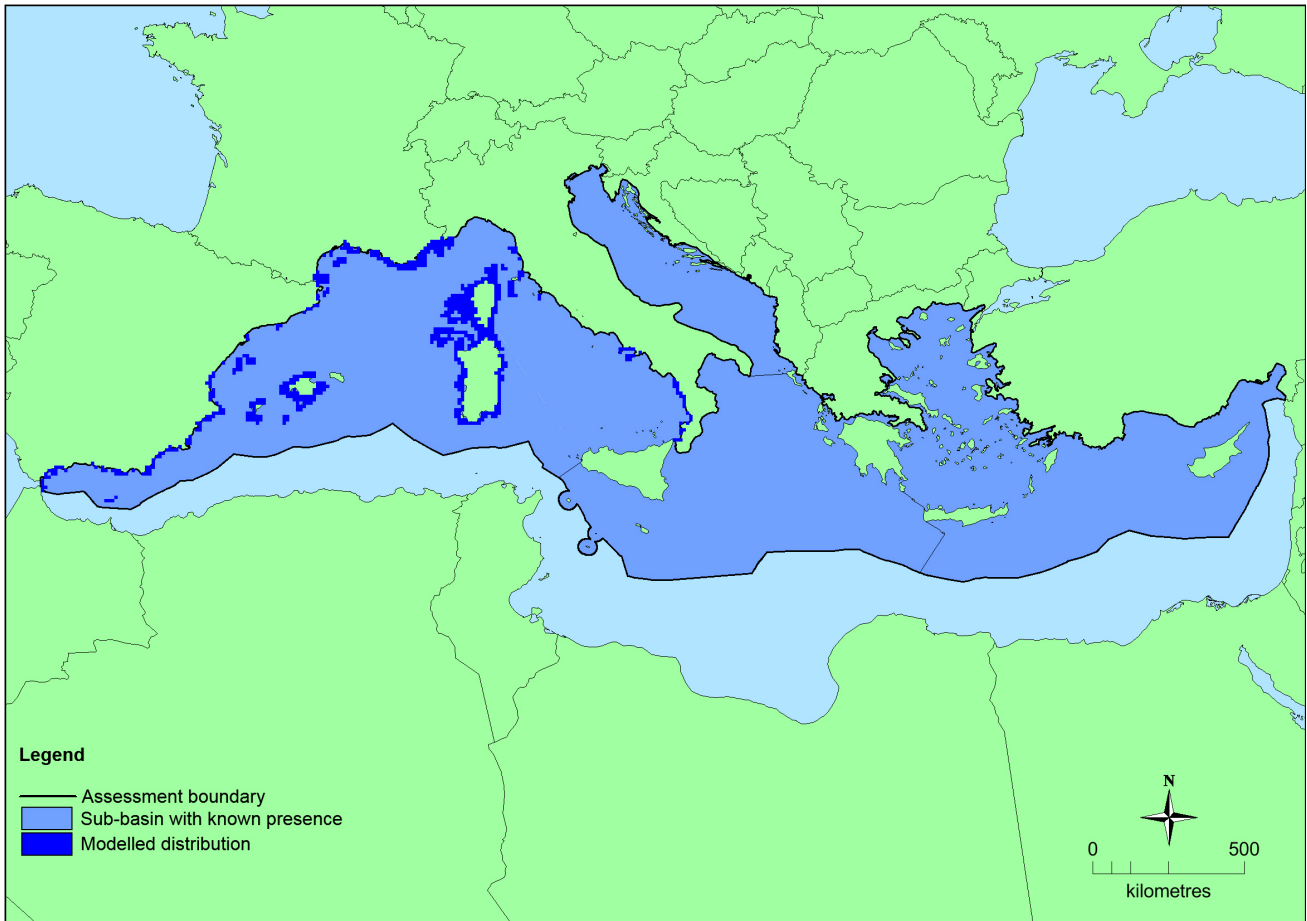 Legend
Assessment boundary
Sub-basin with known presence
Modelled distribution
N
0 500
kilometres